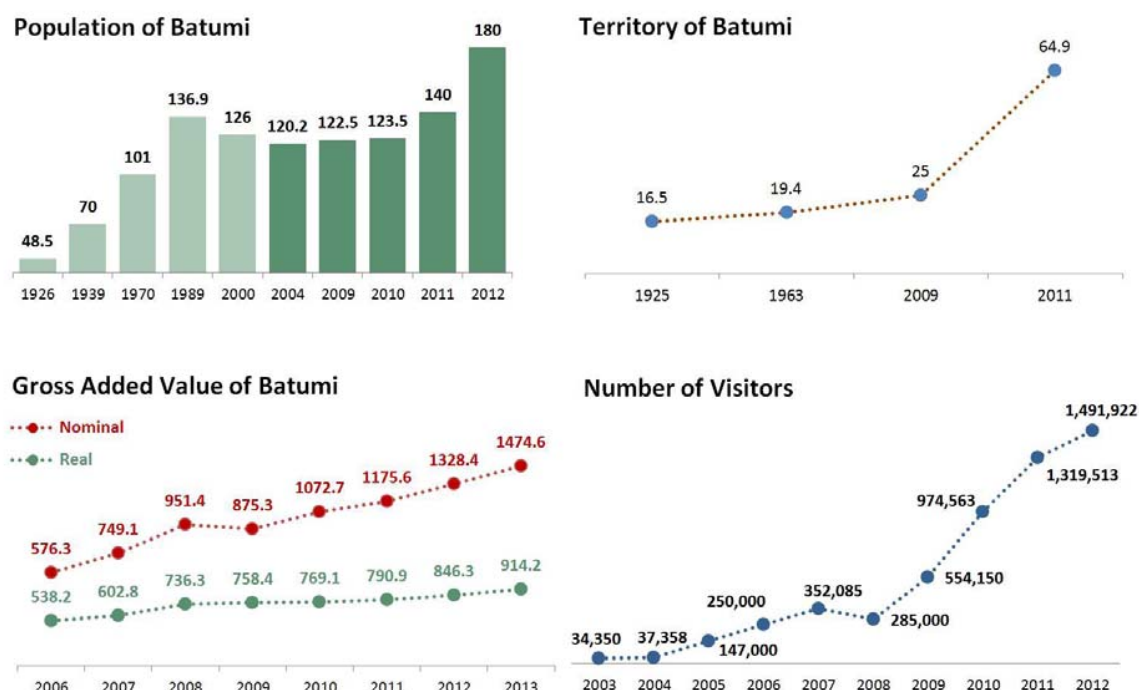 Population of Batumi
180
136.9
140
126
120.2
122.5
123.5
101
70
48.5
1926 1939 1970 1989 2000 2004 2009 2010 2011 2012
Territory of Batumi
64.9
25
19.4
16.5
1925 1963 2009 2011
Gross Added Value of Batumi
Nominal
Real
576.3 749.1 951.4 875.3 1072.7 1175.6 1328.4 1474.6
538.2 602.8 736.3 758.4 769.1 790.9 846.3 914.2
2006 2007 2008 2009 2010 2011 2012 2013
Number of Visitors
1,491,922
1,319,513
974,563
554,150
352,085
285,000
250,000
147,000
34,350 37,358
2003 2004 2005 2006 2007 2008 2009 2010 2011 2012